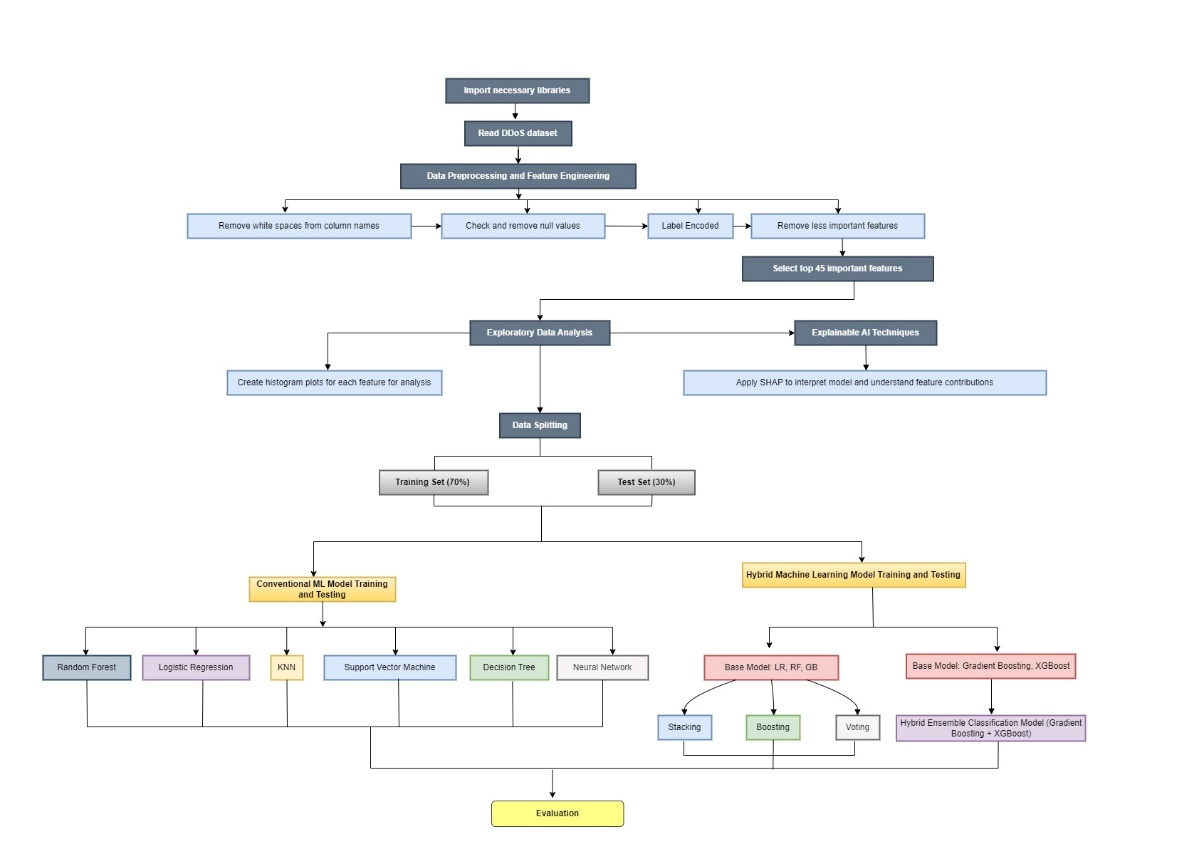 Import necessary libraries
Read DDoS dataset
Data Preprocessing and Feature Engineering
Remove white spaces from column names
Check and remove null values
Label Encoded
Remove less important features
Select top 45 important features
Exploratory Data Analysis
Explainable AI Techniques
Create histogram plots for each feature for analysis
Apply SHAP to interpret model and understand feature contributions
Data Splitting
Training Set (70%)
Test Set (30%)
Conventional ML Model Training
and Testing
Hybrid Machine Learning Model Training and Testing
Random Forest
Logistic Regression
KNN
Support Vector Machine
Decision Tree
Neural Network
Base Model: LR, RF, GB
Base Model: Gradient Boosting, XGBoost
Stacking
Boosting
Voting
Hybrid Ensemble Classification Model (Gradient
Boosting + XGBoost)
Evaluation